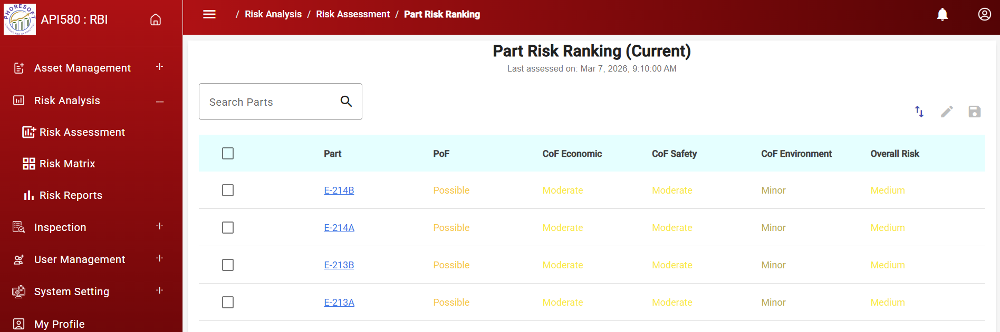 PHORESOFT
API580 : RBI
/ Risk Analysis / Risk Assessment / Part Risk Ranking
Asset Management
Risk Analysis
Risk Assessment
Risk Matrix
Risk Reports
Inspection
User Management
System Setting
My Profile
Part Risk Ranking (Current)
Last assessed on: Mar 7, 2026, 9:10:00 AM
Search Parts
Part PoF CoF Economic CoF Safety CoF Environment Overall Risk
E-214B Possible Moderate Moderate Minor Medium
E-214A Possible Moderate Moderate Minor Medium
E-213B Possible Moderate Moderate Minor Medium
E-213A Possible Moderate Moderate Minor Medium